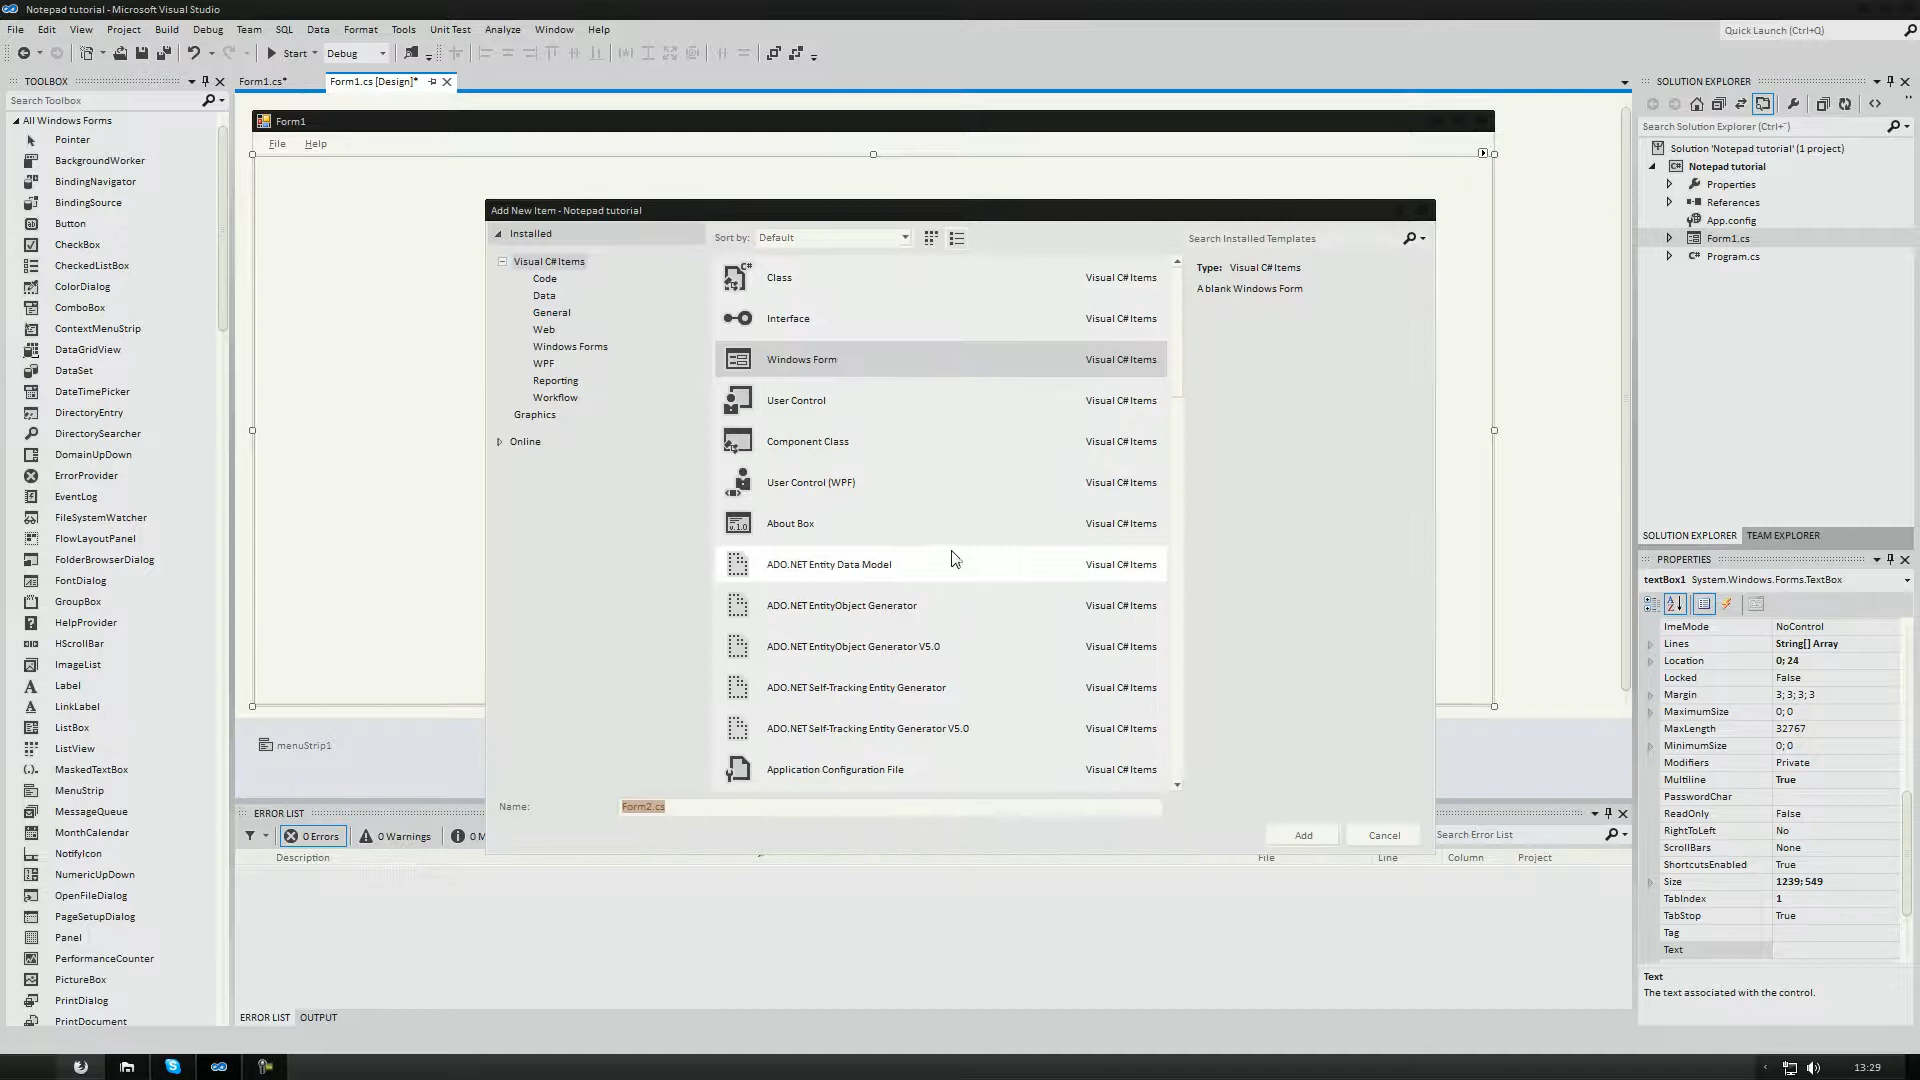 Notepad tutorial - Microsoft Visual Studio
File Edit View Project Build Debug Team SQL Data Format Tools Unit Test Analyze Window Help
Quick Launch (Ctrl+Q)
Start Debug
TOOLBOX
Search Toolbox
All Windows Forms
Pointer
BackgroundWorker
BindingNavigator
BindingSource
Button
CheckBox
CheckedListBox
ColorDialog
ComboBox
ContextMenuStrip
DataGridView
DataSet
DateTimePicker
DirectoryEntry
DirectorySearcher
DomainUpDown
ErrorProvider
EventLog
FileSystemWatcher
FlowLayoutPanel
FolderBrowserDialog
FontDialog
GroupBox
HelpProvider
HScrollBar
ImageList
Label
LinkLabel
ListBox
ListView
MaskedTextBox
MenuStrip
MessageQueue
MonthCalendar
NotifyIcon
NumericUpDown
OpenFileDialog
PageSetupDialog
Panel
PerformanceCounter
PictureBox
PrintDialog
PrintDocument
Form1.cs* Form1.cs [Design]*
Form1
File Help
Add New Item - Notepad tutorial
Installed
Sort by: Default
Search Installed Templates
Visual C# Items
Code
Data
General
Web
Windows Forms
WPF
Reporting
Workflow
Graphics
Online
Class Visual C# Items
Interface Visual C# Items
Windows Form Visual C# Items
User Control Visual C# Items
Component Class Visual C# Items
User Control (WPF) Visual C# Items
About Box Visual C# Items
v.1.0
ADO.NET Entity Data Model Visual C# Items
ADO.NET EntityObject Generator Visual C# Items
ADO.NET EntityObject Generator V5.0 Visual C# Items
ADO.NET Self-Tracking Entity Generator Visual C# Items
ADO.NET Self-Tracking Entity Generator V5.0 Visual C# Items
Application Configuration File Visual C# Items
Type: Visual C# Items
A blank Windows Form
Name: Form2.cs
Add Cancel
menuStrip1
ERROR LIST
0 Errors 0 Warnings 0 M
Search Error List
Description File Line Column Project
ERROR LIST OUTPUT
SOLUTION EXPLORER
Search Solution Explorer (Ctrl+¨)
Solution 'Notepad tutorial' (1 project)
C# Notepad tutorial
Properties
References
App.config
Form1.cs
C# Program.cs
SOLUTION EXPLORER TEAM EXPLORER
PROPERTIES
textBox1 System.Windows.Forms.TextBox
ImeMode NoControl
Lines String[] Array
Location 0; 24
Locked False
Margin 3; 3; 3; 3
MaximumSize 0; 0
MaxLength 32767
MinimumSize 0; 0
Modifiers Private
Multiline True
PasswordChar
ReadOnly False
RightToLeft No
ScrollBars None
ShortcutsEnabled True
Size 1239; 549
TabIndex 1
TabStop True
Tag
Text
Text
The text associated with the control.
13:29